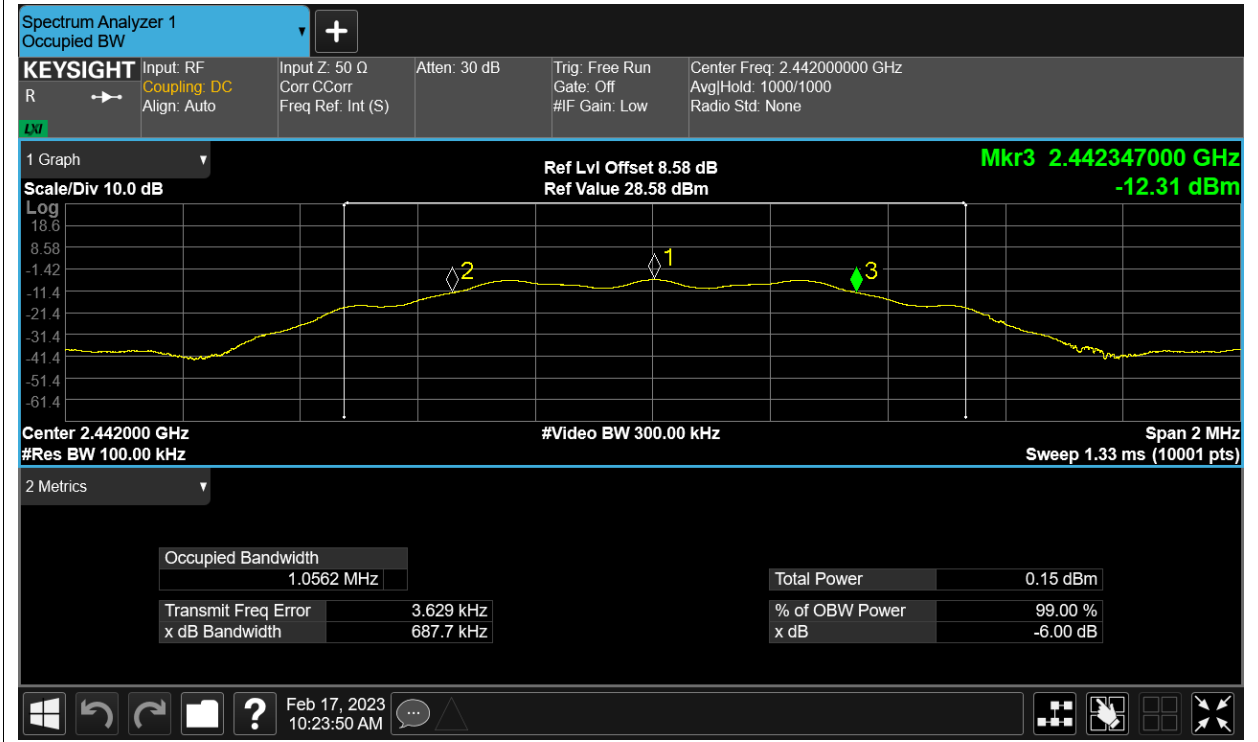 Spectrum Analyzer 1
Occupied BW
KEYSIGHT
R
LXI
Input: RF
Coupling: DC
Align: Auto
Input Z: 50 Ω
Corr CCorr
Freq Ref: Int (S)
Atten: 30 dB
Trig: Free Run
Gate: Off
#IF Gain: Low
Center Freq: 2.442000000 GHz
Avg|Hold: 1000/1000
Radio Std: None
1 Graph
Scale/Div 10.0 dB
Ref Lvl Offset 8.58 dB
Ref Value 28.58 dBm
Mkr3 2.442347000 GHz
-12.31 dBm
Log
18.6
8.58
-1.42
-11.4
-21.4
-31.4
-41.4
-51.4
-61.4
2
1
3
Center 2.442000 GHz
#Res BW 100.00 kHz
#Video BW 300.00 kHz
Span 2 MHz
Sweep 1.33 ms (10001 pts)
2 Metrics
Occupied Bandwidth
1.0562 MHz
Transmit Freq Error 3.629 kHz
x dB Bandwidth 687.7 kHz
Total Power 0.15 dBm
% of OBW Power 99.00 %
x dB -6.00 dB
?
Feb 17, 2023
10:23:50 AM